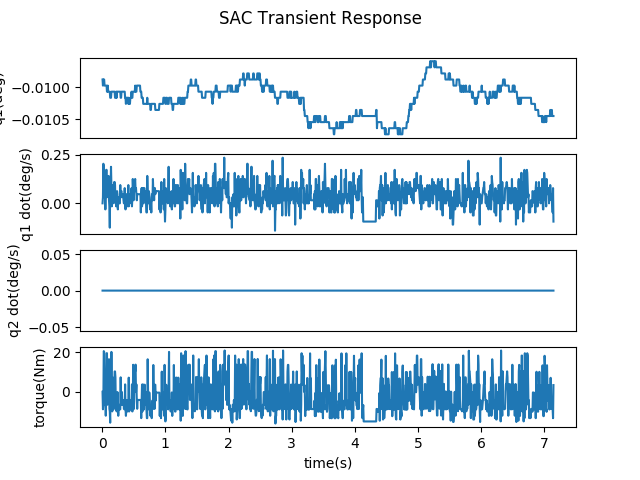 SAC Transient Response
−0.0100
−0.0105
0.25
0.00
q1 dot(deg/s)
0.05
0.00
−0.05
q2 dot(deg/s)
20
0
torque(Nm)
0 1 2 3 4 5 6 7
time(s)